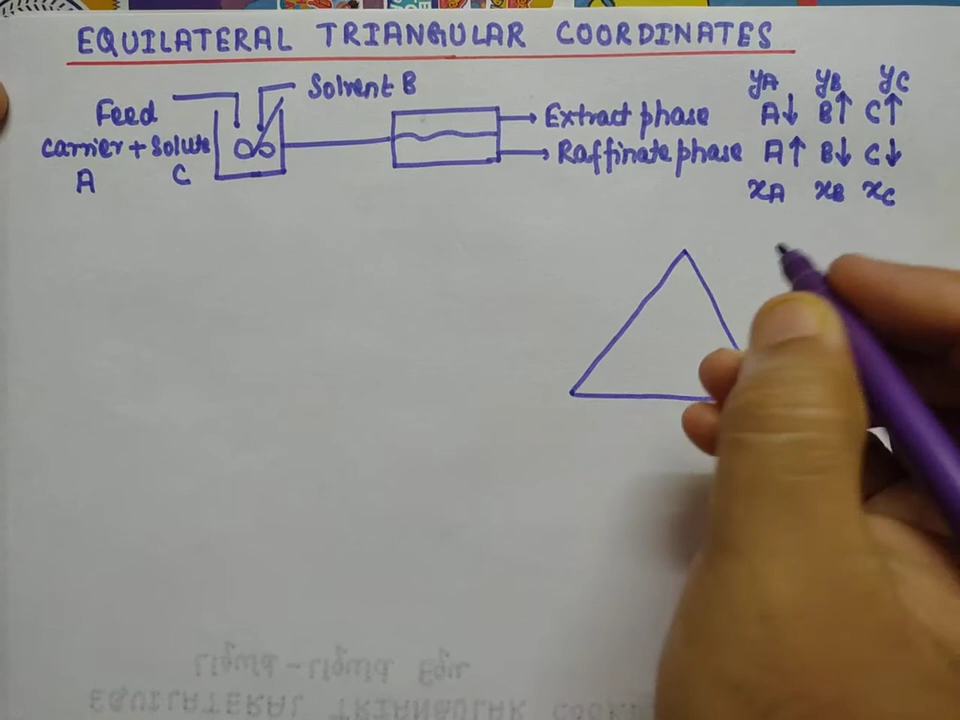 EQUILATERAL TRIANGULAR COORDINATES
Solvent B
Feed
Carrier + Solute
A C
yA yB yC
Extract phase A↓ B↑ C↑
Raffinate phase A↑ B↓ C↓
xA xB xC